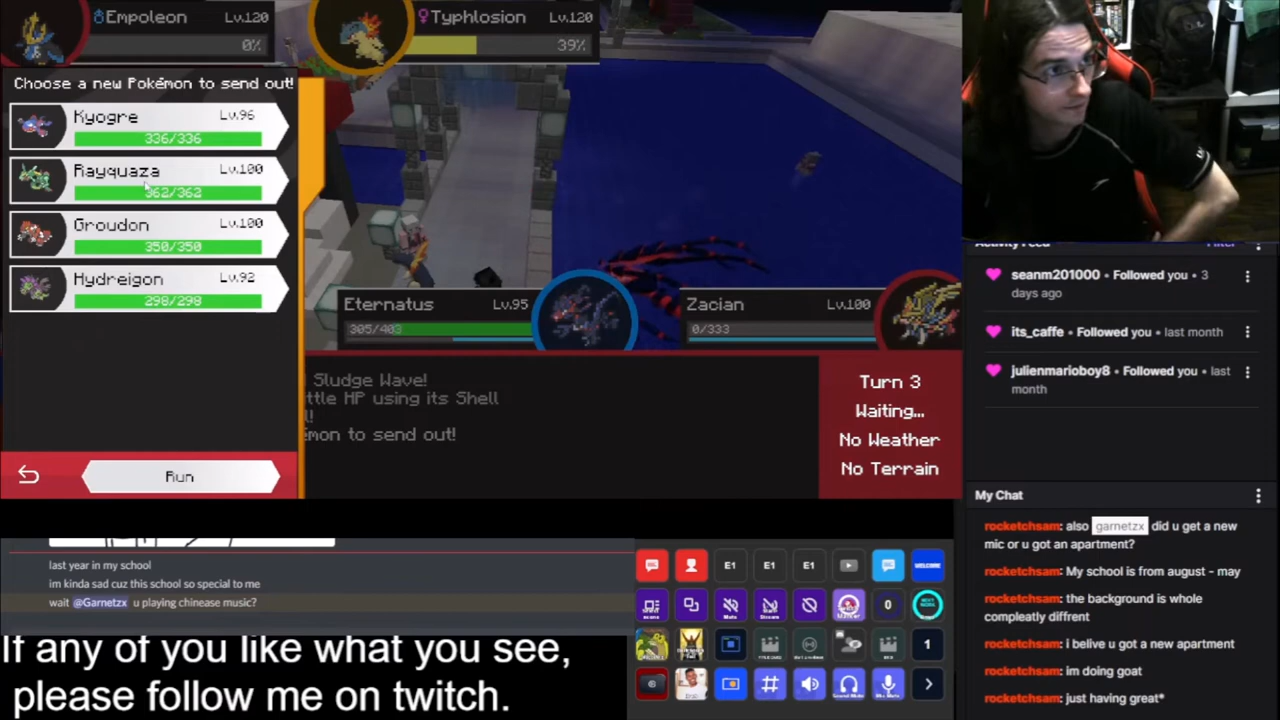 Empoleon Lv.120
0%
Typhlosion Lv.120
39%
Choose a new Pokémon to send out!
Kyogre Lv.96
336/336
Rayquaza Lv.100
362/362
Groudon Lv.100
350/350
Hydreigon Lv.92
298/298
Run
Eternatus Lv.95
305/403
Zacian Lv.100
0/333
Sludge Wave!
ttle HP using its Shell
l!
émon to send out!
Turn 3
Waiting...
No Weather
No Terrain
Activity Feed Filter
seanm201000 • Followed you • 3
days ago
its_caffe • Followed you • last month
julienmarioboy8 • Followed you • last
month
My Chat
rocketchsam: also garnetzx did u get a new
mic or u got an apartment?
rocketchsam: My school is from august - may
rocketchsam: the background is whole
compleatly diffrent
rocketchsam: i belive u got a new apartment
rocketchsam: im doing goat
rocketchsam: just having great*
last year in my school
im kinda sad cuz this school so special to me
wait @Garnetzx u playing chinease music?
If any of you like what you see,
please follow me on twitch.
E1 E1 E1
WELCOME
0
1